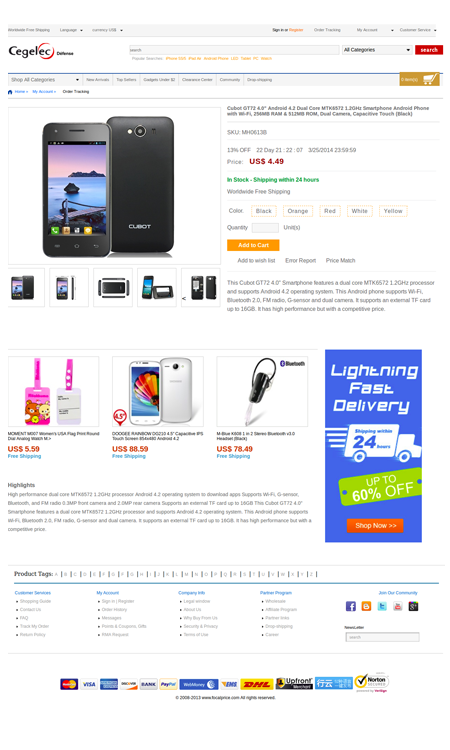 Worldwide Free Shipping Language currency US$ Sign in or Register Order Tracking My Account Customer Service
Cegelec Défense
search All Categories search
Popular Searches:
Shop All Categories New Arrivals Top Sellers Gadgets Under $2 Clearance Center Community Drop-shipping 0 item(s)
Home » My Account » Order Tracking
Cubot GT72 4.0" Android 4.2 Dual Core MTK6572 1.2GHz Smartphone Android Phone
with Wi-Fi, 256MB RAM & 512MB ROM, Dual Camera, Capacitive Touch (Black)
SKU: MH0613B
13% OFF 22 Day 21 : 22 : 07 3/25/2014 23:59:59
Price: US$ 4.49
In Stock - Shipping within 24 hours
Worldwide Free Shipping
Color: Black Orange Red White Yellow
Quantity Unit(s)
Add to Cart
Add to wish list Error Report Price Match
This Cubot GT72 4.0" Smartphone features a dual core MTK6572 1.2GHz processor
and supports Android 4.2 operating system. This Android phone supports Wi-Fi,
Bluetooth 2.0, FM radio, G-sensor and dual camera. It supports an external TF card
up to 16GB. It has high performance but with a competitive price.
CUBOT
<
4.5"
Bluetooth
MOMENT M007 Women's USA Flag Print Round
Dial Analog Watch M.>
US$ 5.59
Free Shipping
DOOGEE RAINBOW DG210 4.5" Capacitive IPS
Touch Screen 854x480 Android 4.2
US$ 88.59
Free Shipping
M-Blue K608 1 in 2 Stereo Bluetooth v3.0
Headset (Black)
US$ 78.49
Free Shipping
Lightning
Fast
Delivery
Shipping within
24 hours
UP TO
60% OFF
Shop Now >>
Highlights
High performance dual core MTK6572 1.2GHz processor Android 4.2 operating system to download apps Supports Wi-Fi, G-sensor,
Bluetooth, and FM radio 0.3MP front camera and 2.0MP rear camera Supports an external TF card up to 16GB This Cubot GT72 4.0"
Smartphone features a dual core MTK6572 1.2GHz processor and supports Android 4.2 operating system. This Android phone supports
Wi-Fi, Bluetooth 2.0, FM radio, G-sensor and dual camera. It supports an external TF card up to 16GB. It has high performance but with a
competitive price.
Product Tags: A | B | C | D | E | F | G | F | G | H | I | J | K | L | M | N | O | P | Q | R | S | T | U | V | W | X | Y | Z |
Customer Services My Account Company Info Partner Program Join Our Community
Shopping Guide Sign in | Register Legal window Wholesale
Contact Us Order History About Us Affiliate Program
FAQ Messages Why Buy From Us Partner links
Track My Order Points & Coupons, Gifts Security & Privacy Drop-shipping
Return Policy RMA Request Terms of Use Career
NewsLetter
search
VISA DISCOVER BANK PayPal WebMoney EMS DHL Upfront Merchant 行云 Norton SECURED
powered by VeriSign
© 2008-2013 www.focalprice.com All rights reserved.